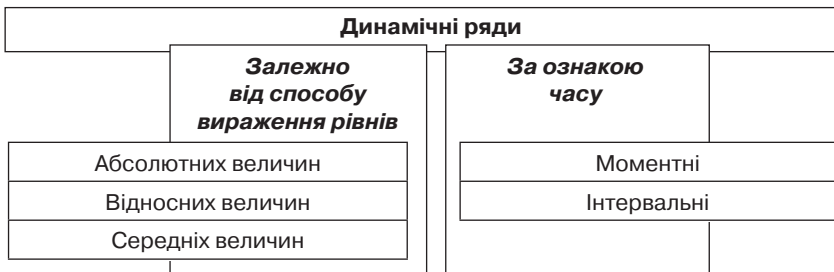 Динамічні ряди
Залежно
від способу
вираження рівнів
Абсолютних величин
Відносних величин
Середніх величин
За ознакою
часу
Моментні
Інтервальні